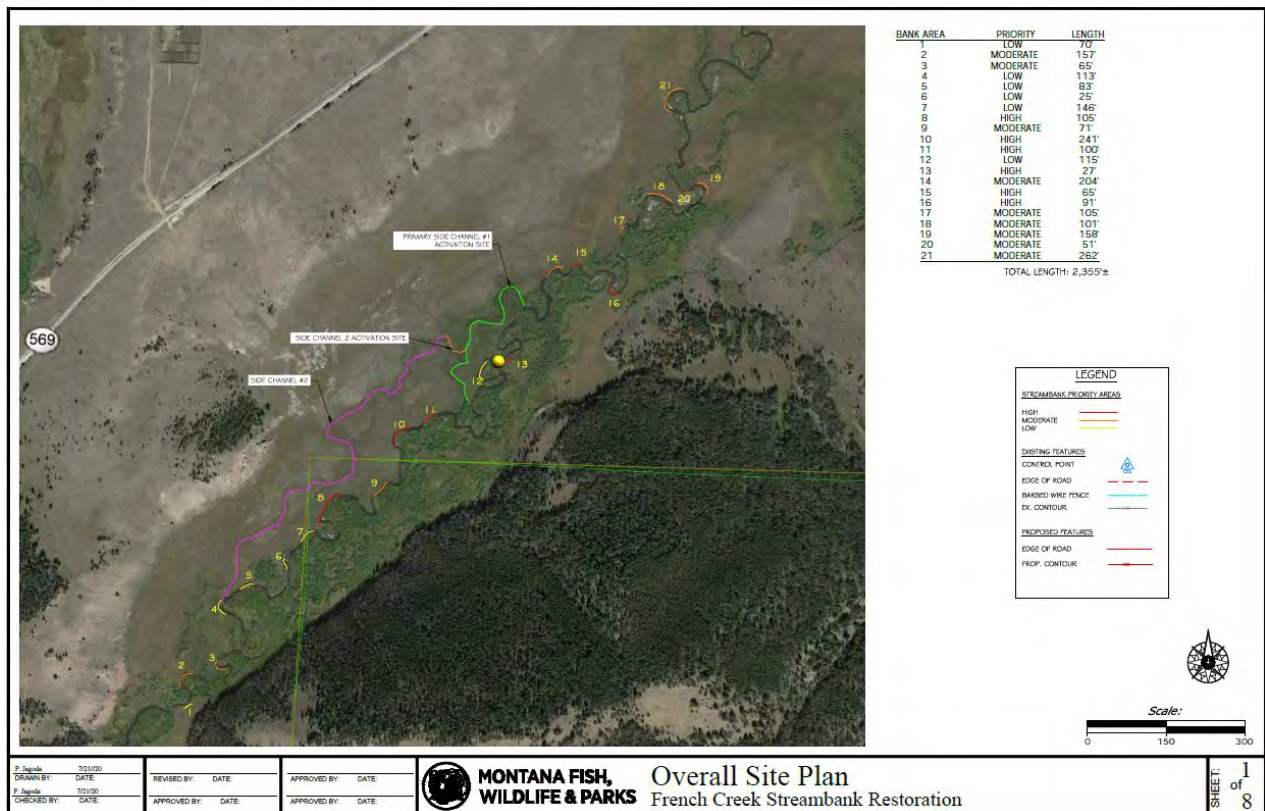 BANK AREA PRIORITY LENGTH
1 LOW 70'
2 MODERATE 157'
3 MODERATE 65'
4 LOW 113'
5 LOW 83'
6 LOW 25'
7 LOW 146'
8 HIGH 105'
9 MODERATE 71'
10 HIGH 241'
11 HIGH 100'
12 LOW 115'
13 HIGH 27'
14 MODERATE 204'
15 HIGH 65'
16 HIGH 91'
17 MODERATE 105'
18 MODERATE 101'
19 MODERATE 158'
20 MODERATE 51'
21 MODERATE 262'
TOTAL LENGTH: 2,355'±
21
19
18
20
17
PRIMARY SIDE CHANNEL #1
ACTIVATION SITE
15
14
16
569
SIDE CHANNEL 2 ACTIVATION SITE
13
12
SIDE CHANNEL #2
11
10
9
8
7
6
5
4
3
2
1
LEGEND
STREAMBANK PRIORITY AREAS
HIGH
MODERATE
LOW
EXISTING FEATURES
CONTROL POINT
EDGE OF ROAD
BARBED WIRE FENCE
EX. CONTOUR
PROPOSED FEATURES
EDGE OF ROAD
PROP. CONTOUR
Scale:
0 150 300
P. Jagoda 7/21/20
DRAWN BY: DATE:
P. Jagoda 7/21/20
CHECKED BY: DATE:
REVISED BY: DATE:
APPROVED BY: DATE:
APPROVED BY: DATE:
APPROVED BY: DATE:
MONTANA FISH,
WILDLIFE & PARKS
Overall Site Plan
French Creek Streambank Restoration
SHEET:
1
of
8